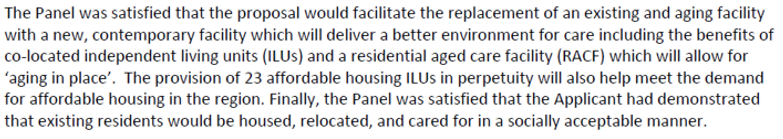 The Panel was satisfied that the proposal would facilitate the replacement of an existing and aging facility
with a new, contemporary facility which will deliver a better environment for care including the benefits of
co-located independent living units (ILUs) and a residential aged care facility (RACF) which will allow for
‘aging in place’.  The provision of 23 affordable housing ILUs in perpetuity will also help meet the demand
for affordable housing in the region. Finally, the Panel was satisfied that the Applicant had demonstrated
that existing residents would be housed, relocated, and cared for in a socially acceptable manner.